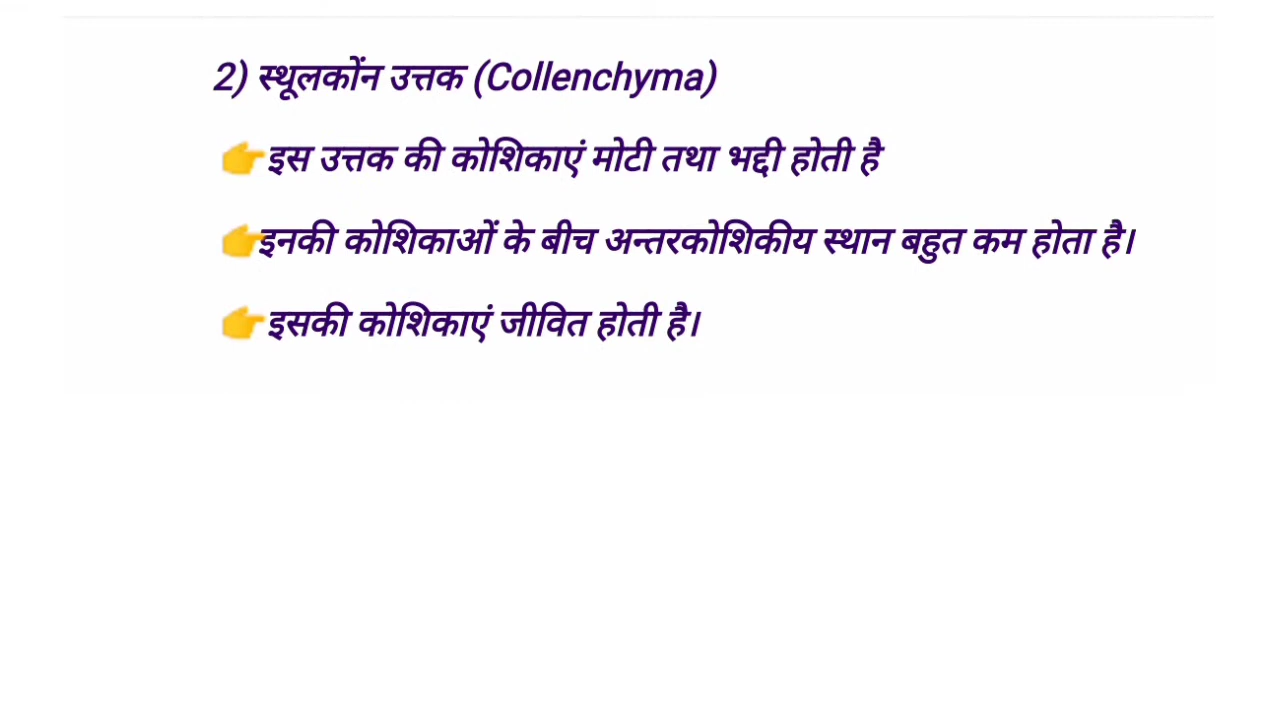 2) स्थूलकोंन उत्तक (Collenchyma)
👉इस उत्तक की कोशिकाएं मोटी तथा भद्दी होती है
👉इनकी कोशिकाओं के बीच अन्तरकोशिकीय स्थान बहुत कम होता है।
👉इसकी कोशिकाएं जीवित होती है।